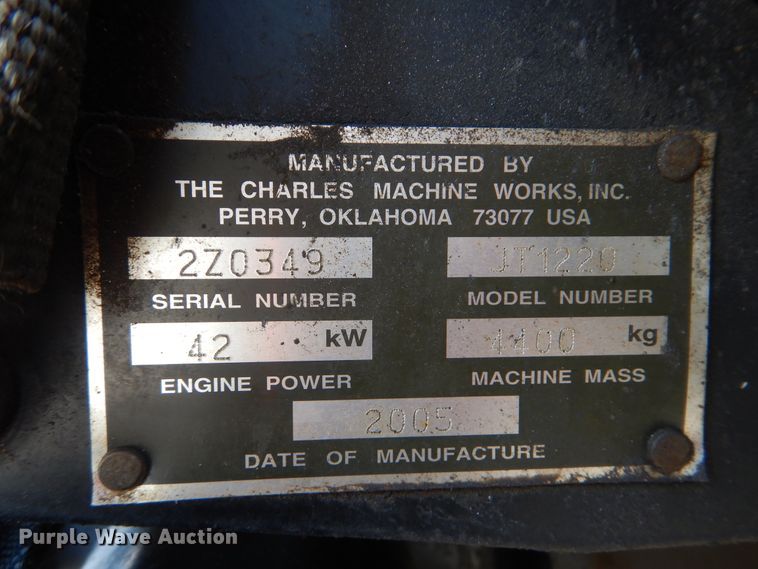 MANUFACTURED BY
THE CHARLES MACHINE WORKS, INC.
PERRY, OKLAHOMA 73077 USA
2Z0349 JT1220
SERIAL NUMBER MODEL NUMBER
42 kW 4400 kg
ENGINE POWER MACHINE MASS
2005
DATE OF MANUFACTURE
Purple Wave Auction